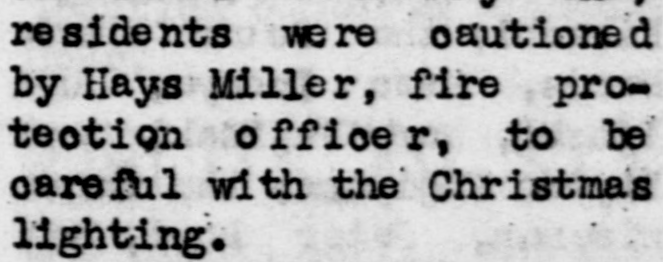 residents were cautioned
by Hays Miller, fire pro-
tection officer, to be
careful with the Christmas
lighting.